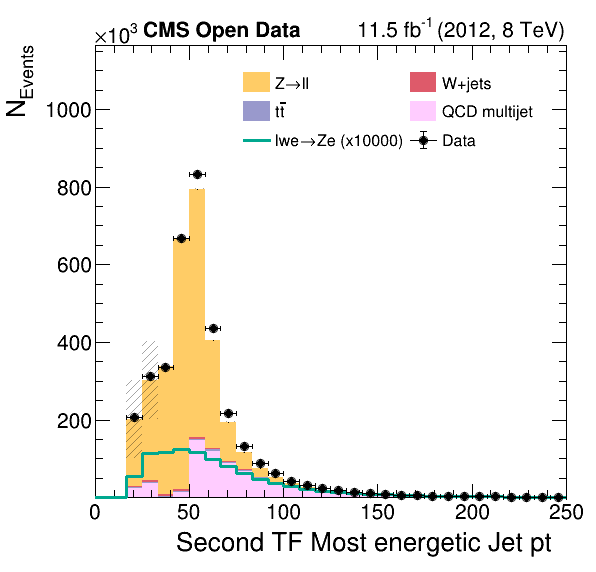 ×10³ CMS Open Data 11.5 fb⁻¹ (2012, 8 TeV)
N_Events
Z→ll
W+jets
tt̄
QCD multijet
lwe→Ze (x10000)
Data
1000
800
600
400
200
0 50 100 150 200 250
Second TF Most energetic Jet pt